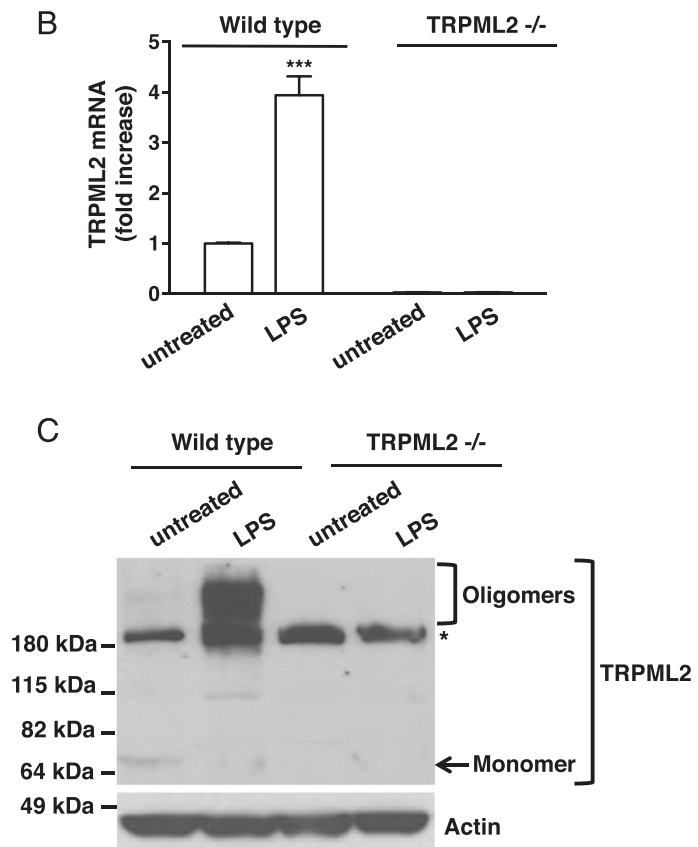 B
Wild type
TRPML2 -/-
TRPML2 mRNA
(fold increase)
5
4
3
2
1
0
***
untreated
LPS
untreated
LPS
C
Wild type
TRPML2 -/-
untreated
LPS
untreated
LPS
180 kDa
115 kDa
82 kDa
64 kDa
49 kDa
Oligomers
*
TRPML2
Monomer
Actin